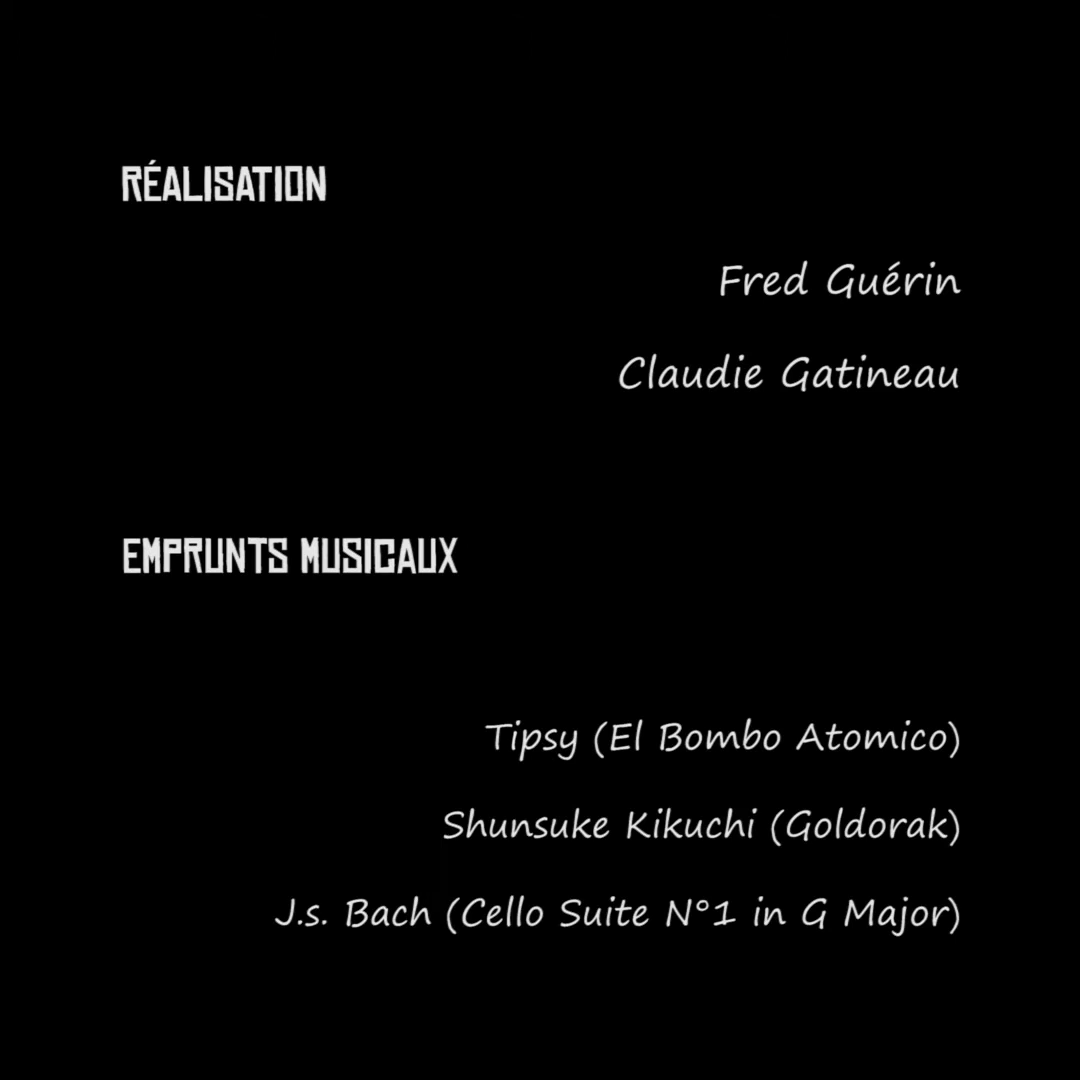 RÉALISATION
Fred Guérin
Claudie Gatineau
EMPRUNTS MUSICAUX
Tipsy (El Bombo Atomico)
Shunsuke Kikuchi (Goldorak)
J.s. Bach (Cello Suite N°1 in G Major)